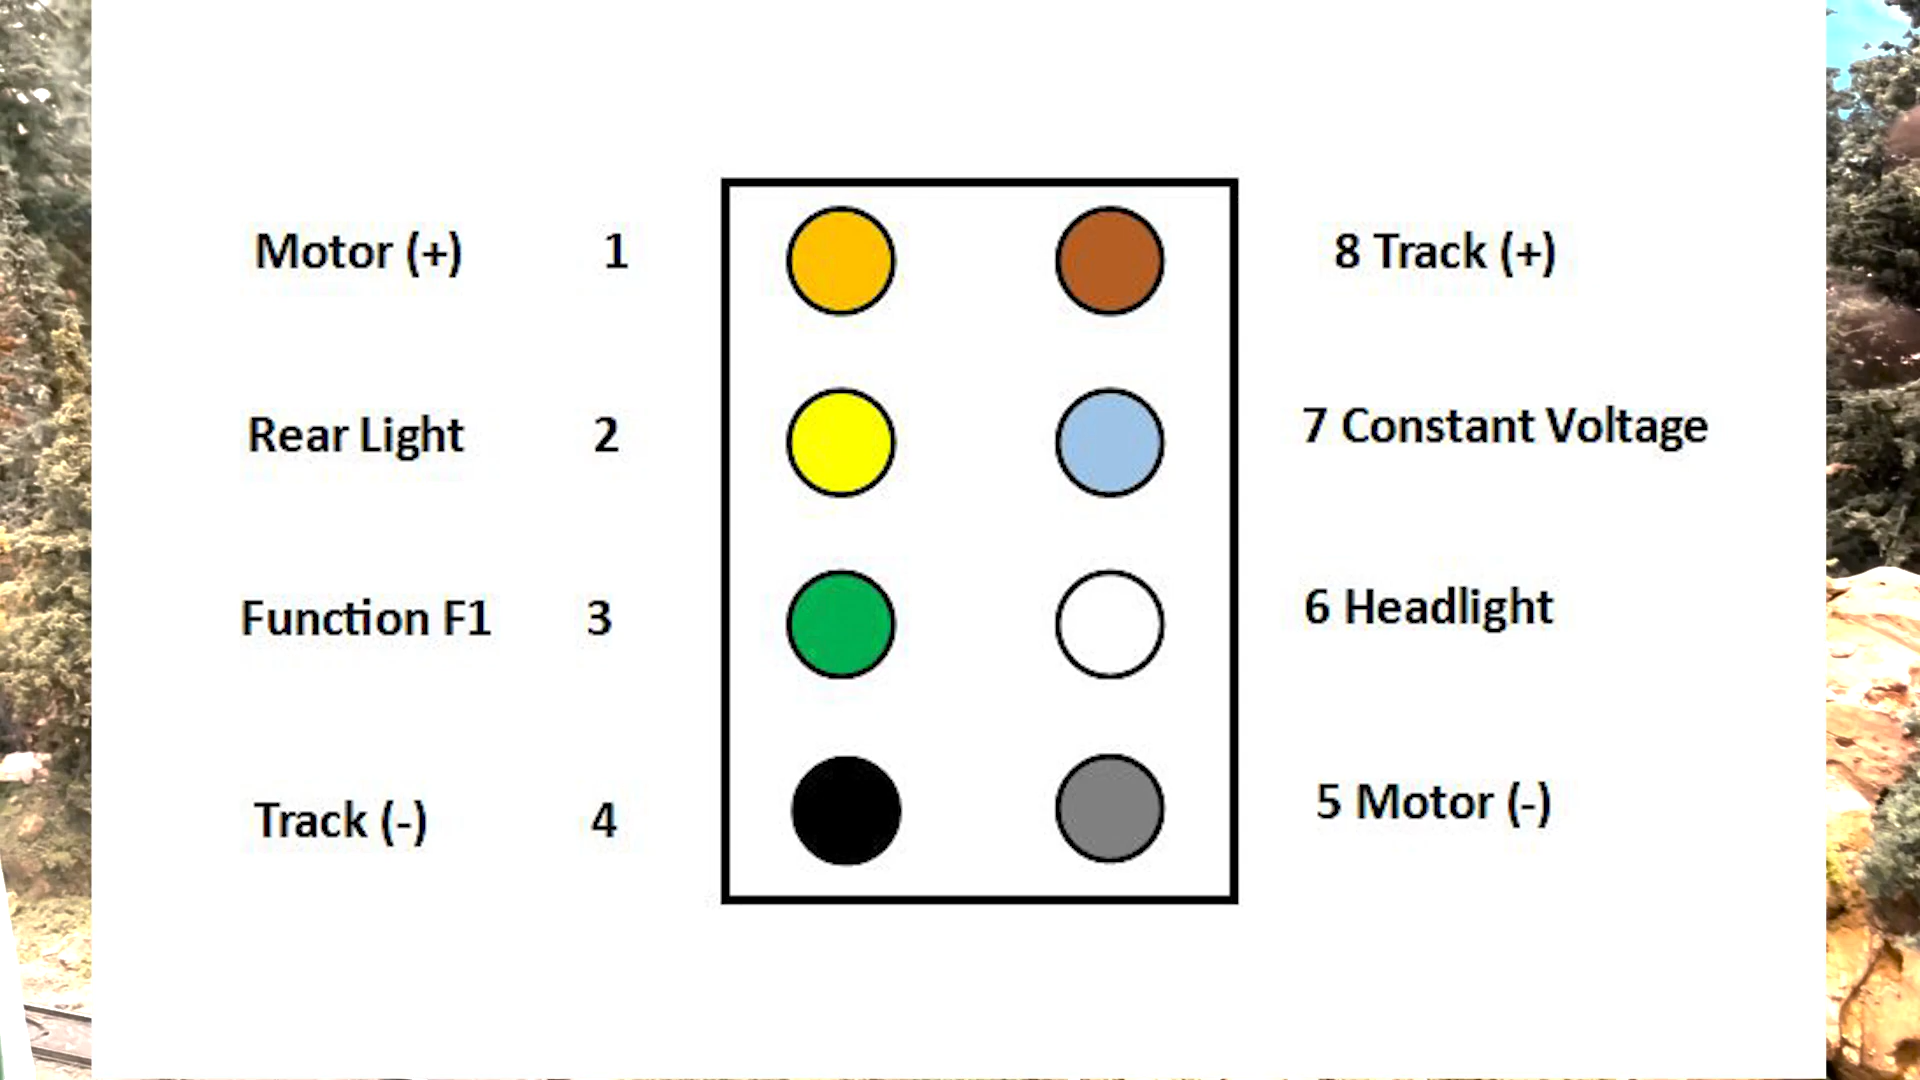 Motor (+) 1 8 Track (+)
Rear Light 2 7 Constant Voltage
Function F1 3 6 Headlight
Track (-) 4 5 Motor (-)